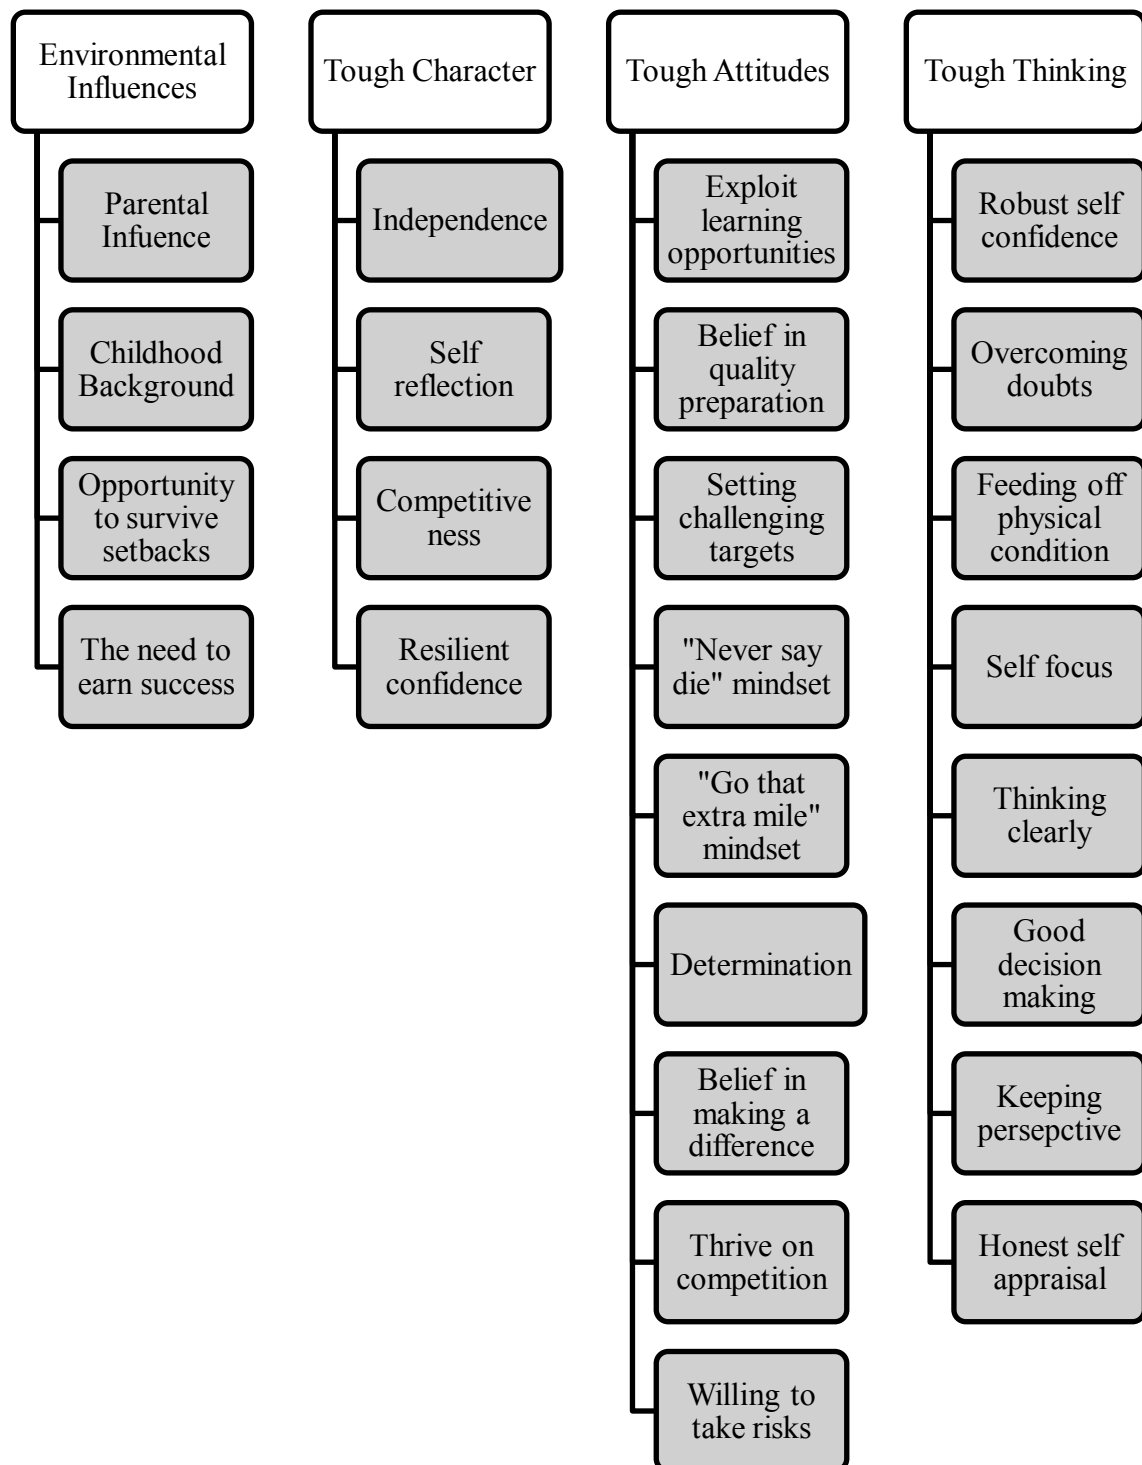 Environmental
Influences
Parental
Infuence
Childhood
Background
Opportunity
to survive
setbacks
The need to
earn success
Tough Character
Independence
Self
reflection
Competitive
ness
Resilient
confidence
Tough Attitudes
Exploit
learning
opportunities
Belief in
quality
preparation
Setting
challenging
targets
"Never say
die" mindset
"Go that
extra mile"
mindset
Determination
Belief in
making a
difference
Thrive on
competition
Willing to
take risks
Tough Thinking
Robust self
confidence
Overcoming
doubts
Feeding off
physical
condition
Self focus
Thinking
clearly
Good
decision
making
Keeping
persepctive
Honest self
appraisal